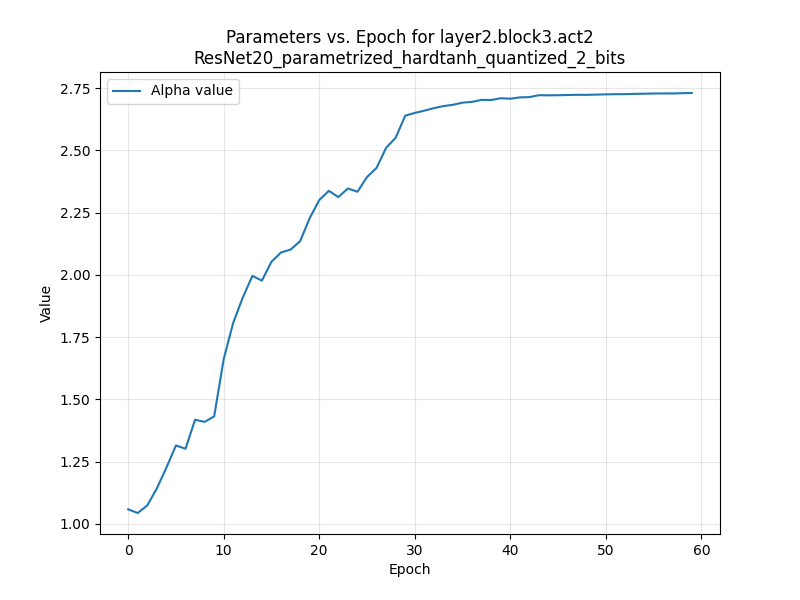 Parameters vs. Epoch for layer2.block3.act2
ResNet20_parametrized_hardtanh_quantized_2_bits
Alpha value
2.75
2.50
2.25
2.00
1.75
1.50
1.25
1.00
Value
0 10 20 30 40 50 60
Epoch